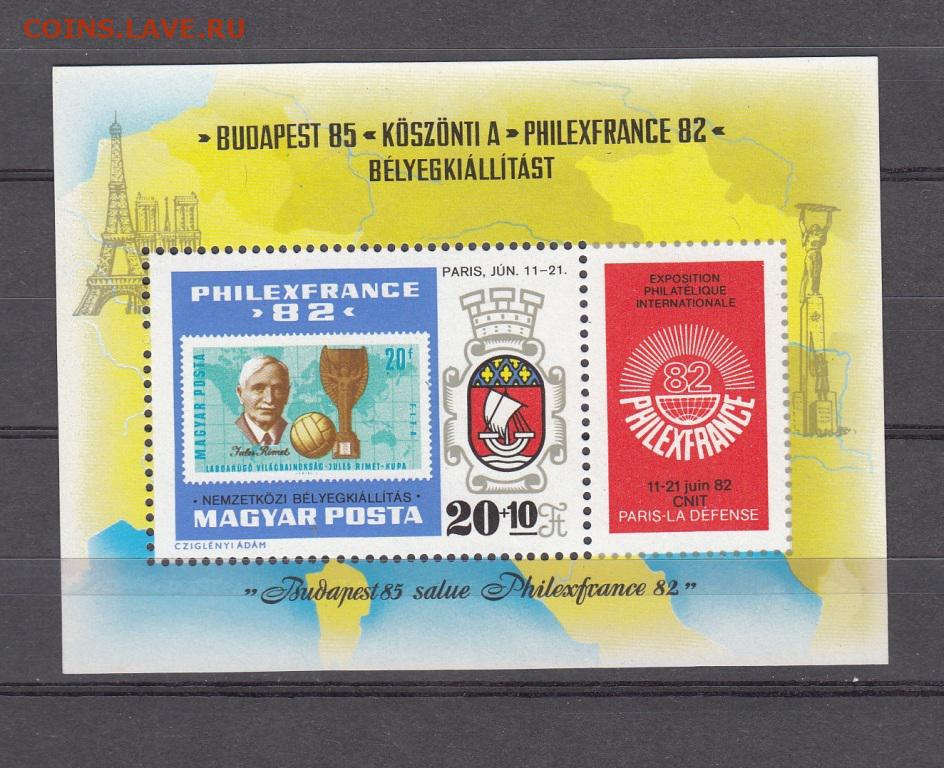 COINS.LAVE.RU
»BUDAPEST 85« KÖSZÖNTI A »PHILEXFRANCE 82«
BÉLYEGKIÁLLÍTÁST
PARIS, JÚN. 11-21.
PHILEXFRANCE
»82«
MAGYAR POSTA
20f
Jules Rimet
LABDARÚGÓ VILÁGBAJNOKSÁG-JULES RIMET-KUPA
• NEMZETKÖZI BÉLYEGKIÁLLÍTÁS •
MAGYAR POSTA
20+10 Ft
CZIGLÉNYI ÁDÁM
EXPOSITION
PHILATÉLIQUE
INTERNATIONALE
82
PHILEXFRANCE
11-21 juin 82
CNIT
PARIS-LA DÉFENSE
"Budapest 85 salue Philexfrance 82"